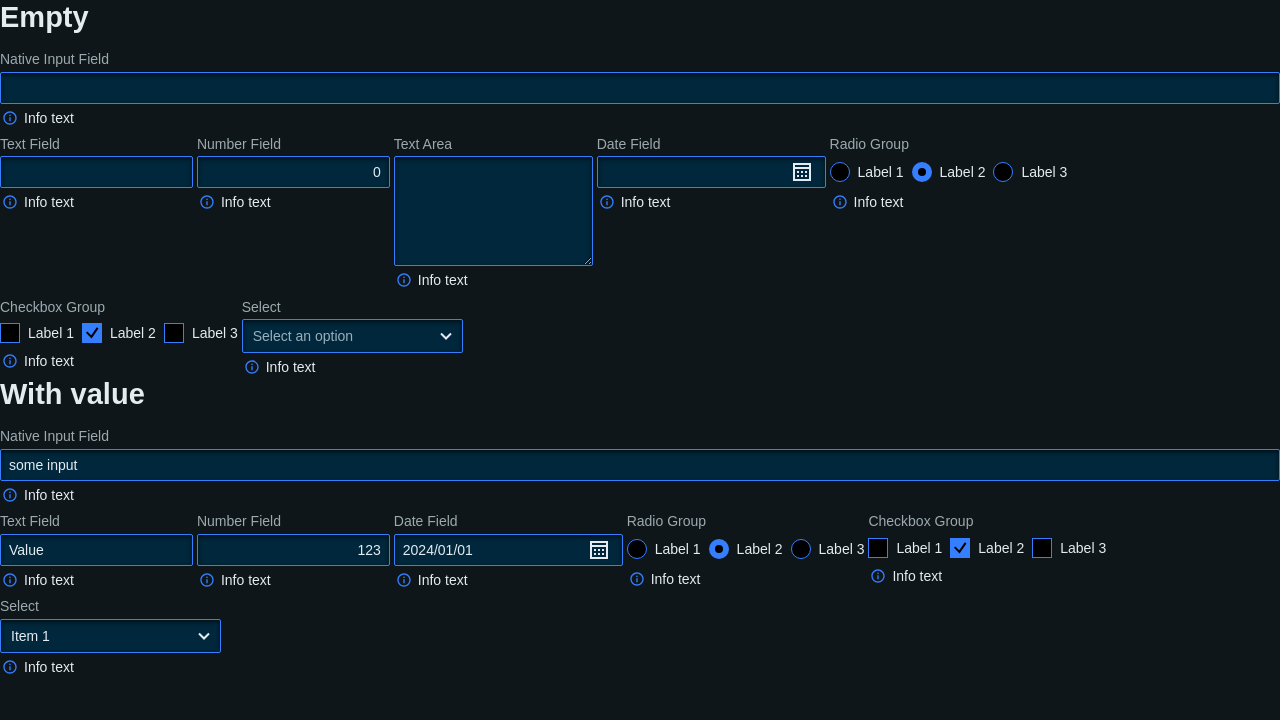 Empty
Native Input Field
Info text
Text Field Number Field Text Area Date Field Radio Group
0 Label 1 Label 2 Label 3
Info text Info text Info text Info text
Info text
Checkbox Group Select
Label 1 Label 2 Label 3 Select an option
Info text Info text
With value
Native Input Field
some input
Info text
Text Field Number Field Date Field Radio Group Checkbox Group
Value 123 2024/01/01 Label 1 Label 2 Label 3 Label 1 Label 2 Label 3
Info text Info text Info text Info text Info text
Select
Item 1
Info text